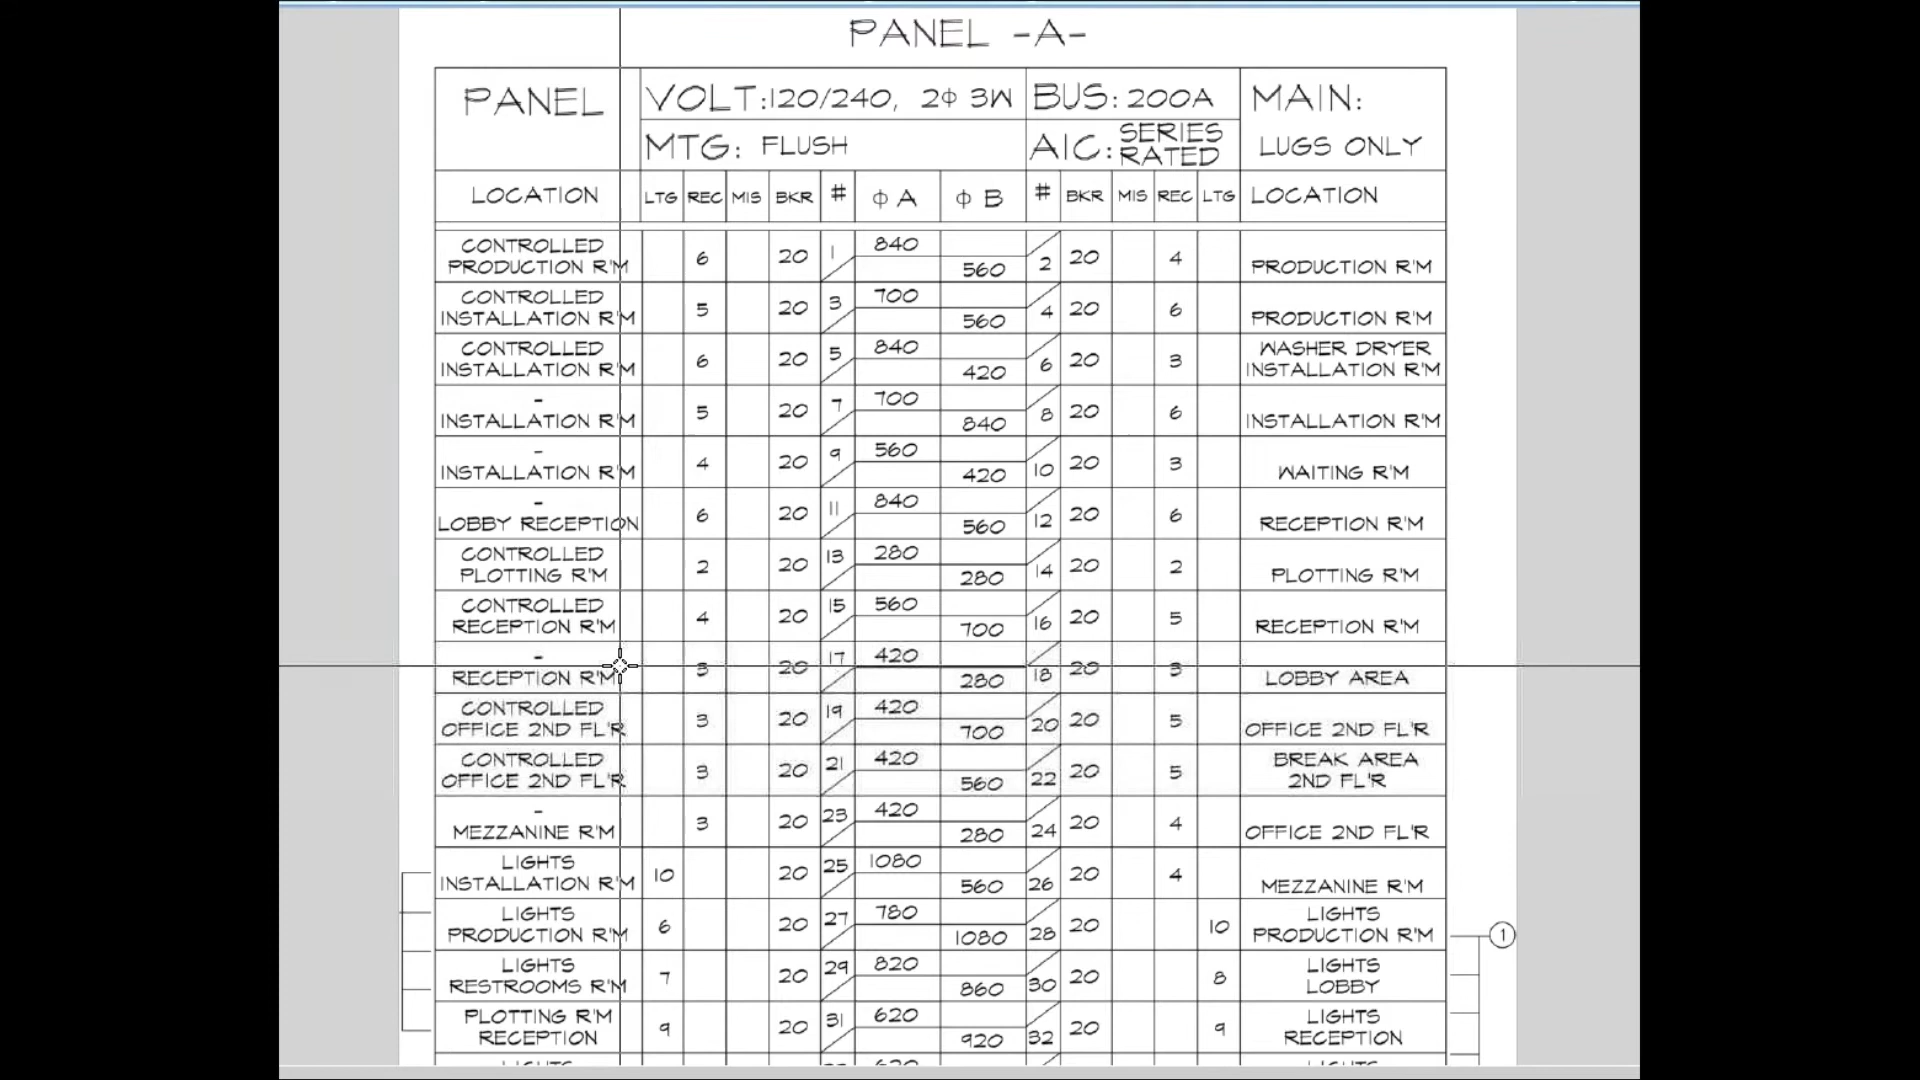 PANEL -A-
PANEL VOLT:120/240, 2Φ 3W BUS: 200A MAIN:
MTG: FLUSH AIC: SERIES RATED LUGS ONLY
LOCATION LTG REC MIS BKR # Φ A Φ B # BKR MIS REC LTG LOCATION
CONTROLLED PRODUCTION R'M 6 20 1 840 560 2 20 4 PRODUCTION R'M
CONTROLLED INSTALLATION R'M 5 20 3 700 560 4 20 6 PRODUCTION R'M
CONTROLLED INSTALLATION R'M 6 20 5 840 420 6 20 3 WASHER DRYER INSTALLATION R'M
- INSTALLATION R'M 5 20 7 700 840 8 20 6 INSTALLATION R'M
- INSTALLATION R'M 4 20 9 560 420 10 20 3 WAITING R'M
- LOBBY RECEPTION 6 20 11 840 560 12 20 6 RECEPTION R'M
CONTROLLED PLOTTING R'M 2 20 13 280 280 14 20 2 PLOTTING R'M
CONTROLLED RECEPTION R'M 4 20 15 560 700 16 20 5 RECEPTION R'M
- RECEPTION R'M 3 20 17 420 280 18 20 3 LOBBY AREA
CONTROLLED OFFICE 2ND FL'R 3 20 19 420 700 20 20 5 OFFICE 2ND FL'R
CONTROLLED OFFICE 2ND FL'R 3 20 21 420 560 22 20 5 BREAK AREA 2ND FL'R
- MEZZANINE R'M 3 20 23 420 280 24 20 4 OFFICE 2ND FL'R
LIGHTS INSTALLATION R'M 10 20 25 1080 560 26 20 4 MEZZANINE R'M
LIGHTS PRODUCTION R'M 6 20 27 780 1080 28 20 10 LIGHTS PRODUCTION R'M 1
LIGHTS RESTROOMS R'M 7 20 29 820 860 30 20 8 LIGHTS LOBBY
PLOTTING R'M RECEPTION 9 20 31 620 920 32 20 9 LIGHTS RECEPTION